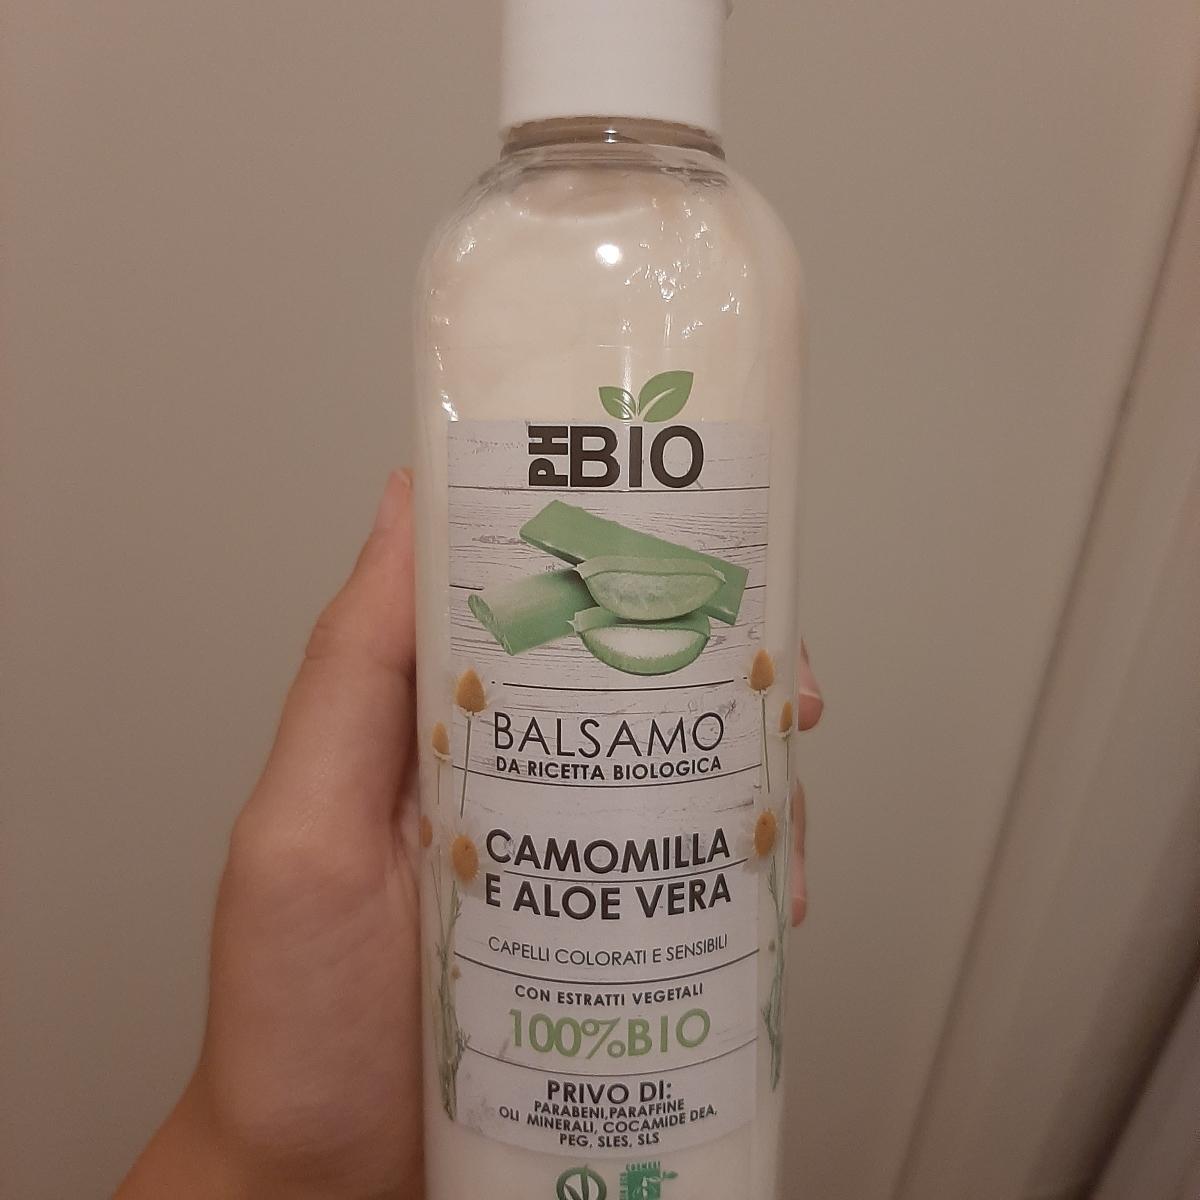 PH BIO
BALSAMO
DA RICETTA BIOLOGICA
CAMOMILLA
E ALOE VERA
CAPELLI COLORATI E SENSIBILI
CON ESTRATTI VEGETALI
100%BIO
PRIVO DI:
PARABENI,PARAFFINE
OLI MINERALI, COCAMIDE DEA,
PEG, SLES, SLS